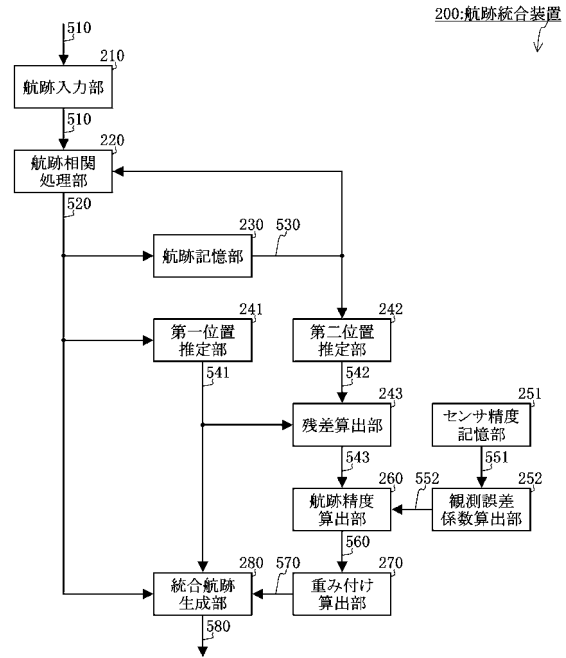 200:航跡統合装置
510
210
航跡入力部
510
220
航跡相関
処理部
520
230
530
航跡記憶部
241
第一位置
推定部
541
242
第二位置
推定部
542
243
残差算出部
543
251
センサ精度
記憶部
551
260
航跡精度
算出部
560
552
252
観測誤差
係数算出部
280
統合航跡
生成部
580
570
270
重み付け
算出部